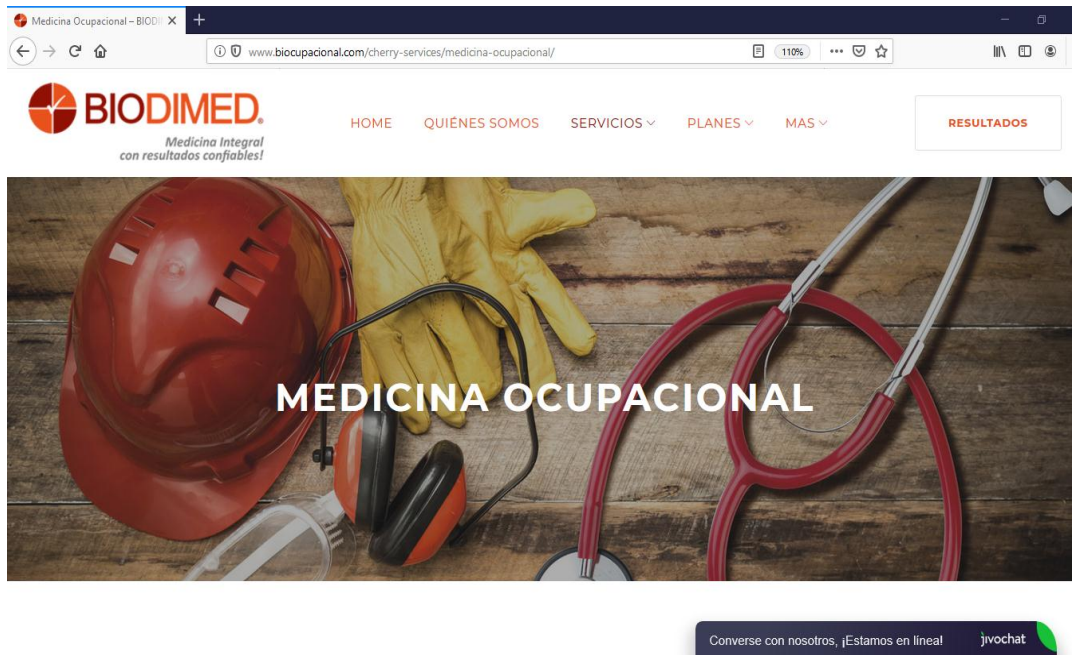 Medicina Ocupacional – BIODI
www.biocupacional.com/cherry-services/medicina-ocupacional/
110%
BIODIMED.
Medicina Integral
con resultados confiables!
HOME
QUIÉNES SOMOS
SERVICIOS
PLANES
MAS
RESULTADOS
MEDICINA OCUPACIONAL
Converse con nosotros, ¡Estamos en línea!
jivochat